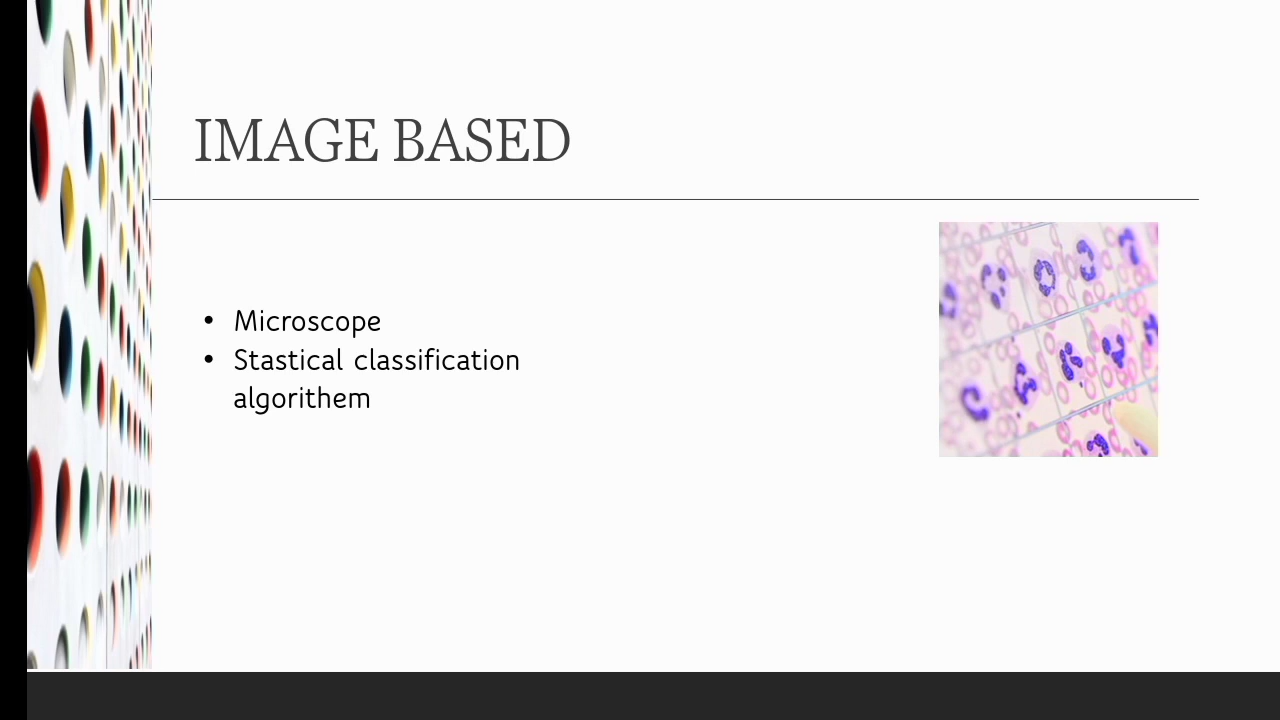 IMAGE BASED
• Microscope
• Stastical classification
algorithem